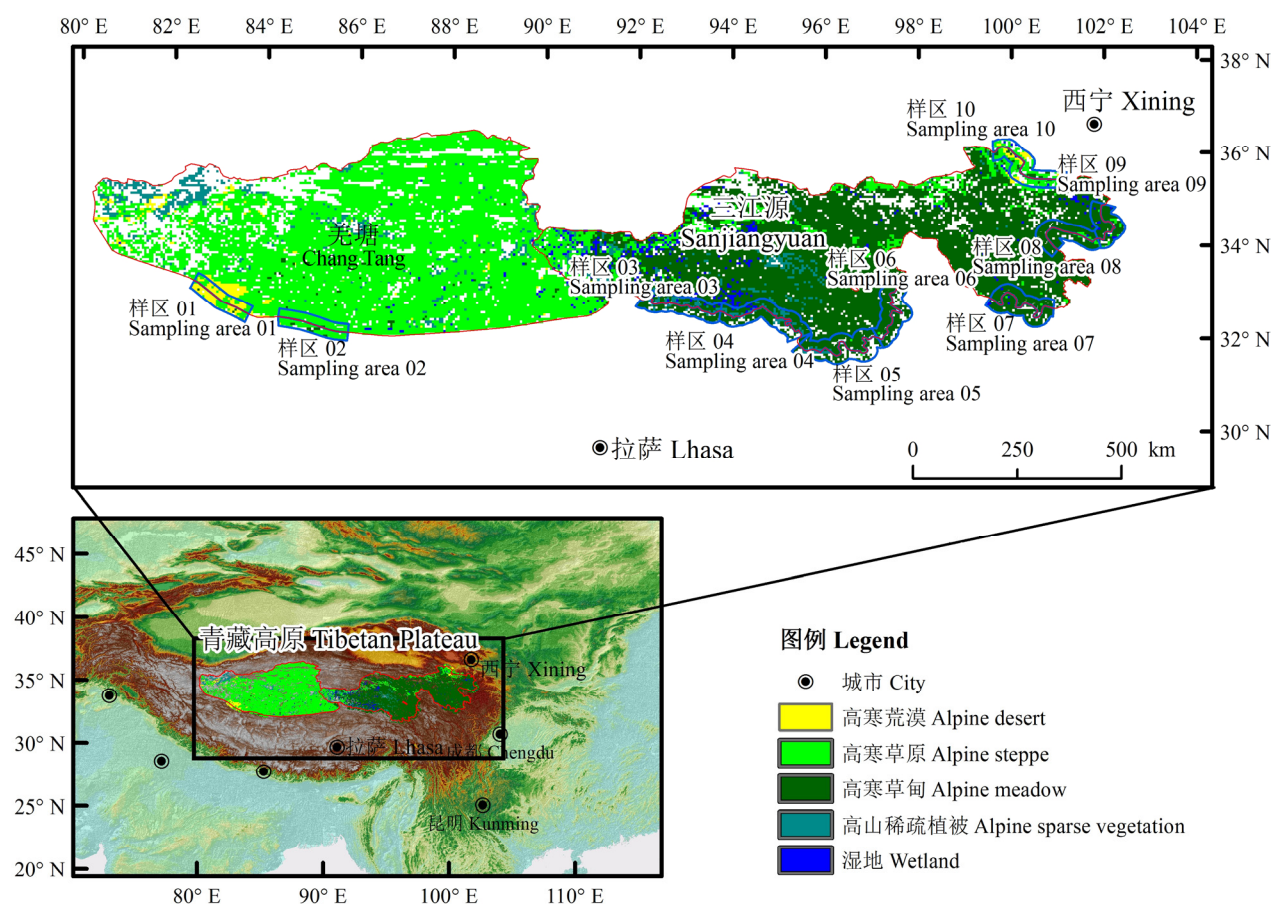 80° E 82° E 84° E 86° E 88° E 90° E 92° E 94° E 96° E 98° E 100° E 102° E 104° E
38° N
36° N
34° N
32° N
30° N
西宁 Xining
样区 10
Sampling area 10
样区 09
Sampling area 09
三江源
Sanjiangyuan
羌塘
Chang Tang
样区 03
Sampling area 03
样区 06
Sampling area 06
样区 08
Sampling area 08
样区 01
Sampling area 01
样区 02
Sampling area 02
样区 04
Sampling area 04
样区 05
Sampling area 05
样区 07
Sampling area 07
拉萨 Lhasa
0 250 500 km
45° N
40° N
35° N
30° N
25° N
20° N
青藏高原 Tibetan Plateau
西宁 Xining
拉萨 Lhasa
成都 Chengdu
昆明 Kunming
80° E 90° E 100° E 110° E
图例 Legend
城市 City
高寒荒漠 Alpine desert
高寒草原 Alpine steppe
高寒草甸 Alpine meadow
高山稀疏植被 Alpine sparse vegetation
湿地 Wetland